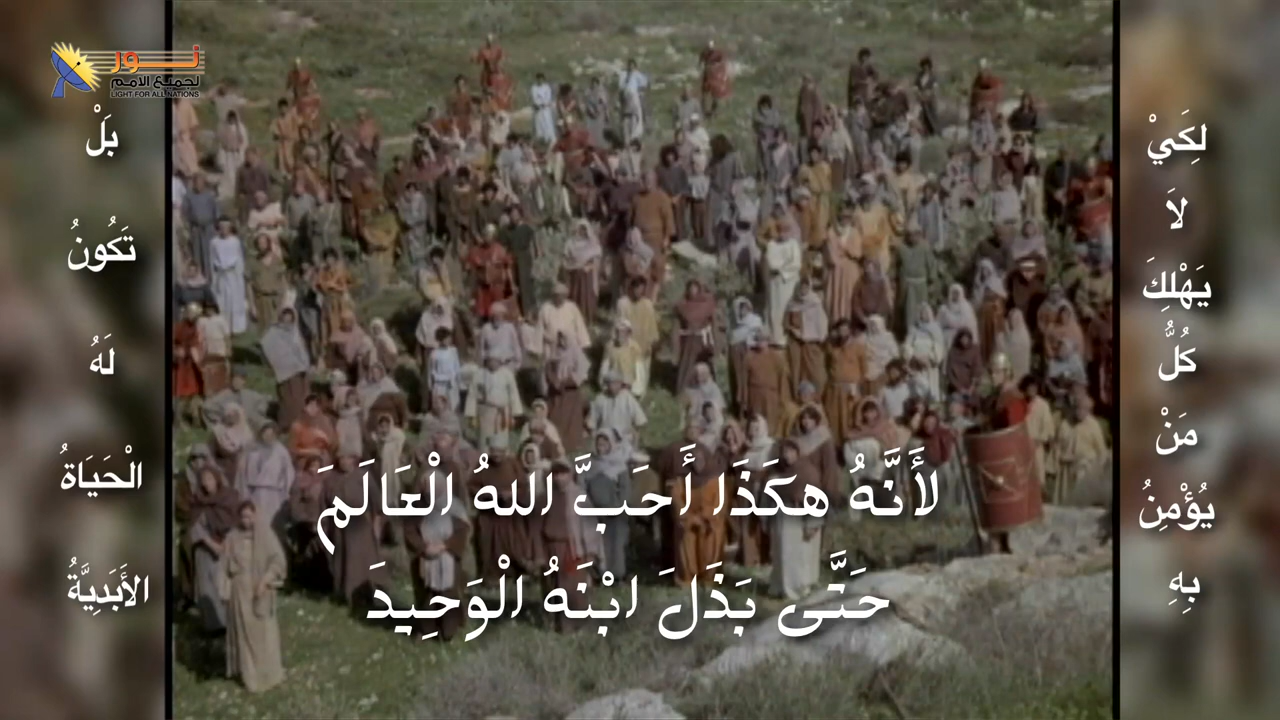 نور
لجميع الأمم
LIGHT FOR ALL NATIONS
لأَنَّهُ هكَذَا أَحَبَّ اللهُ الْعَالَمَ
حَتَّى بَذَلَ ابْنَهُ الْوَحِيدَ
لِكَيْ
لاَ
يَهْلِكَ
كُلُّ
مَنْ
يُؤْمِنُ
بِهِ
بَلْ
تَكُونُ
لَهُ
الْحَيَاةُ
الأَبَدِيَّةُ